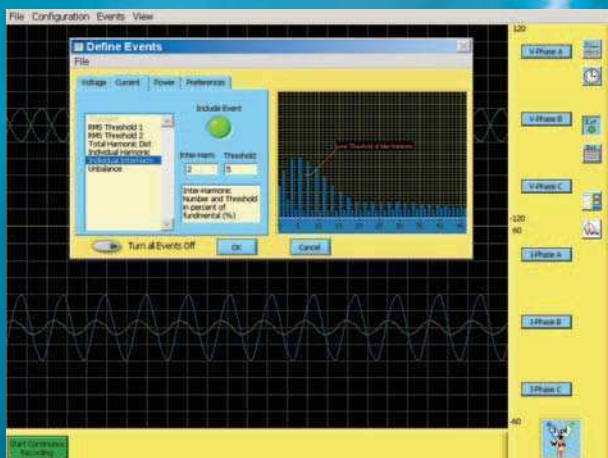 File Configuration Events View
Define Events
File
Voltage Current Power Preferences
RMS Threshold 1
RMS Threshold 2
Total Harmonic Dist
Individual Harmonic
Individual InterHarm
Unbalance
Include Event
Inter-Harm Threshold
2 5
Inter-Harmonic
Number and Threshold
in percent of
fundmental (%)
Turn all Events Off
OK
Cancel
120
V-Phase A
V-Phase B
V-Phase C
-120
60
I-Phase A
I-Phase B
I-Phase C
-60
Start Continuous
Recording